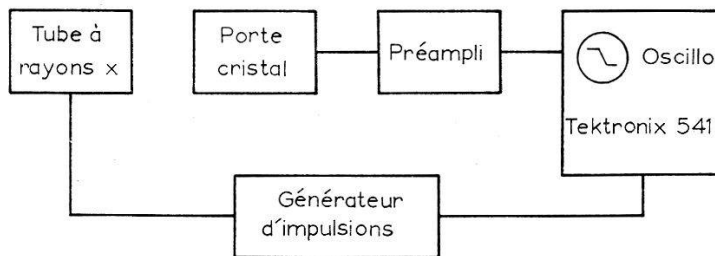 Tube à
rayons x
Porte
cristal
Préampli
Oscillo
Tektronix 541
Générateur
d'impulsions